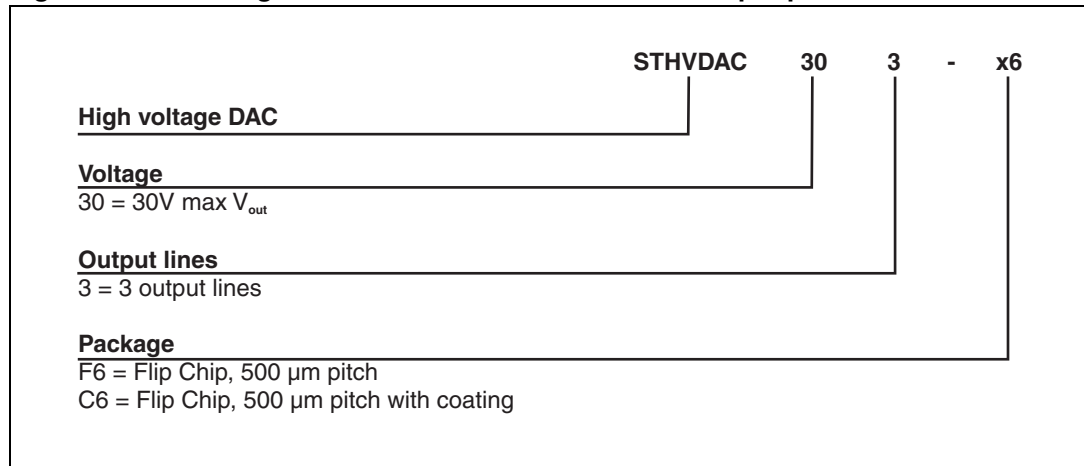 STHVDAC 30 3 - x6
High voltage DAC
Voltage
30 = 30V max Vout
Output lines
3 = 3 output lines
Package
F6 = Flip Chip, 500 µm pitch
C6 = Flip Chip, 500 µm pitch with coating